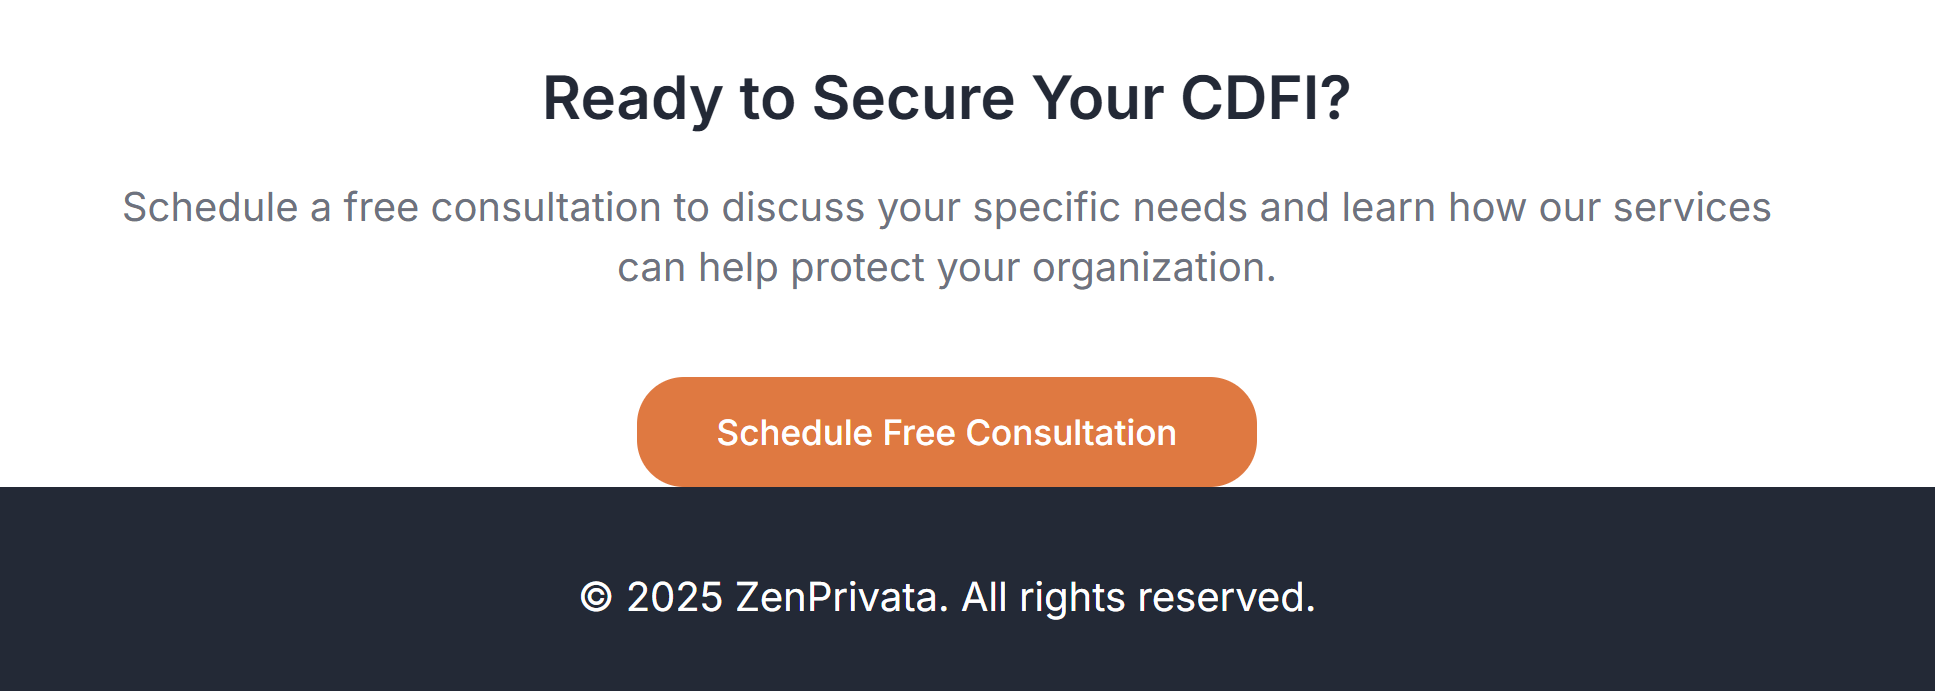 Ready to Secure Your CDFI?
Schedule a free consultation to discuss your specific needs and learn how our services
can help protect your organization.
Schedule Free Consultation
© 2025 ZenPrivata. All rights reserved.